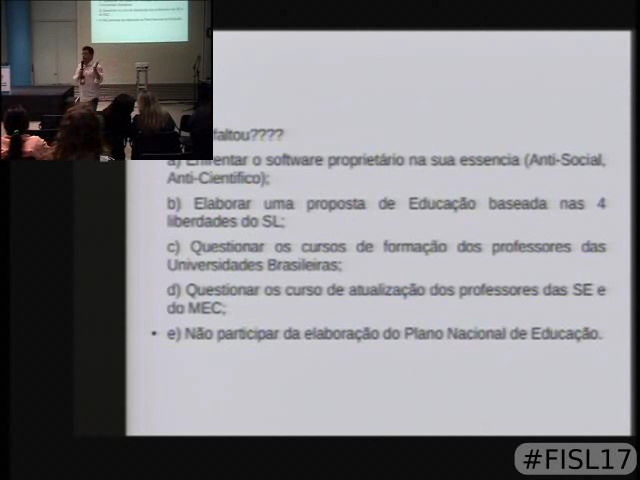 faltou????
a) Enfrentar o software proprietário na sua essencia (Anti-Social,
Anti-Cientifico);
b) Elaborar uma proposta de Educação baseada nas 4
liberdades do SL;
c) Questionar os cursos de formação dos professores das
Universidades Brasileiras;
d) Questionar os curso de atualização dos professores das SE e
do MEC;
• e) Não participar da elaboração do Plano Nacional de Educação.
#FISL17